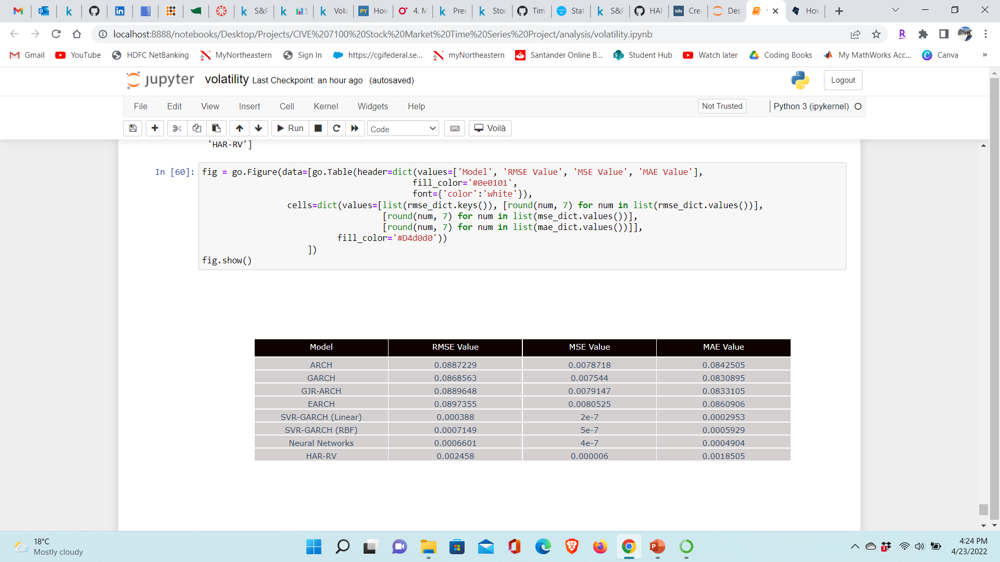 S&P
S
Vola
PY
How
4. M
Prec
Stoc
Tim
Stat
S&P
HAR
tds
Crea
Des
How
localhost:8888/notebooks/Desktop/Projects/CIVE%207100%20Stock%20Market%20Time%20Series%20Project/analysis/volatility.ipynb
Gmail YouTube HDFC NetBanking MyNortheastern Sign In https://cgifederal.se... myNortheastern Santander Online B... Student Hub Watch later Coding Books My MathWorks Acc... Canva »
jupyter volatility Last Checkpoint: an hour ago (autosaved) Logout
File Edit View Insert Cell Kernel Widgets Help Not Trusted Python 3 (ipykernel)
Run Code Voilà
'HAR-RV']
In [60]: fig = go.Figure(data=[go.Table(header=dict(values=['Model', 'RMSE Value', 'MSE Value', 'MAE Value'],
fill_color='#0e0101',
font={'color':'white'}),
cells=dict(values=[list(rmse_dict.keys()), [round(num, 7) for num in list(rmse_dict.values())],
[round(num, 7) for num in list(mse_dict.values())],
[round(num, 7) for num in list(mae_dict.values())]],
fill_color='#D4d0d0'))
])
fig.show()
Model RMSE Value MSE Value MAE Value
ARCH 0.0887229 0.0078718 0.0842505
GARCH 0.0868563 0.007544 0.0830895
GJR-ARCH 0.0889648 0.0079147 0.0833105
EARCH 0.0897355 0.0080525 0.0860906
SVR-GARCH (Linear) 0.000388 2e-7 0.0002953
SVR-GARCH (RBF) 0.0007149 5e-7 0.0005929
Neural Networks 0.0006601 4e-7 0.0004904
HAR-RV 0.002458 0.000006 0.0018505
18°C
Mostly cloudy
4:24 PM
4/23/2022